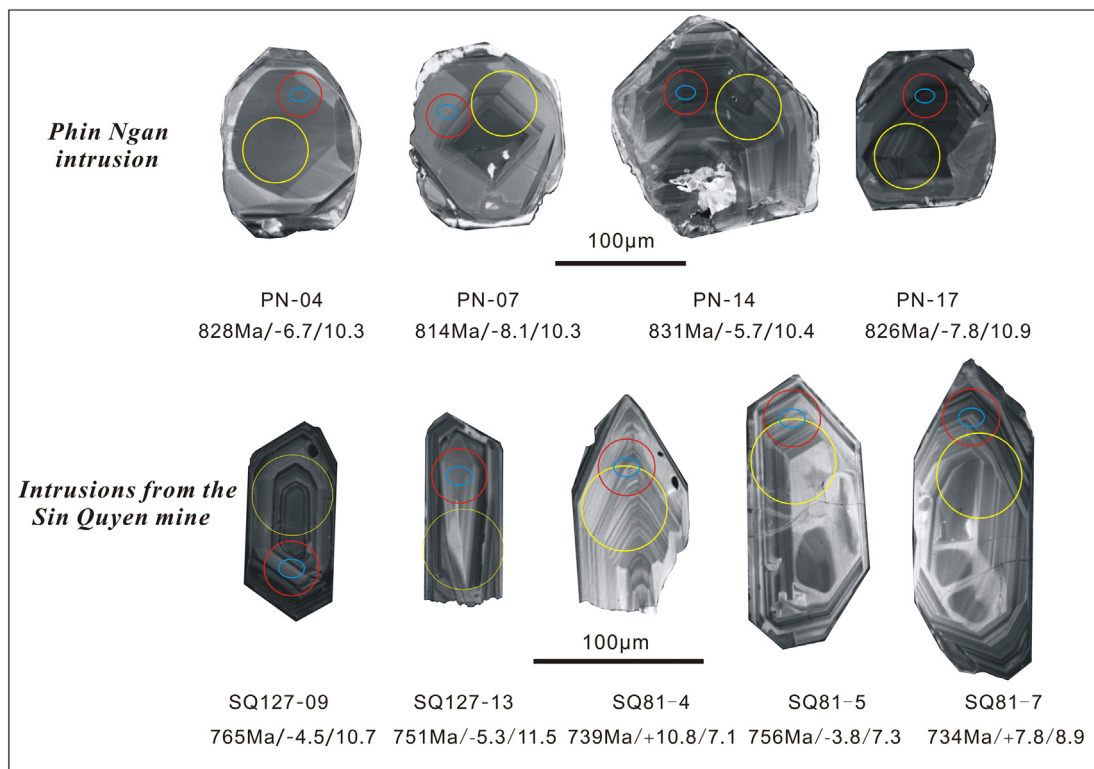 Phin Ngan
intrusion
100μm
PN-04 PN-07 PN-14 PN-17
828Ma/-6.7/10.3 814Ma/-8.1/10.3 831Ma/-5.7/10.4 826Ma/-7.8/10.9
Intrusions from the
Sin Quyen mine
100μm
SQ127-09 SQ127-13 SQ81-4 SQ81-5 SQ81-7
765Ma/-4.5/10.7 751Ma/-5.3/11.5 739Ma/+10.8/7.1 756Ma/-3.8/7.3 734Ma/+7.8/8.9